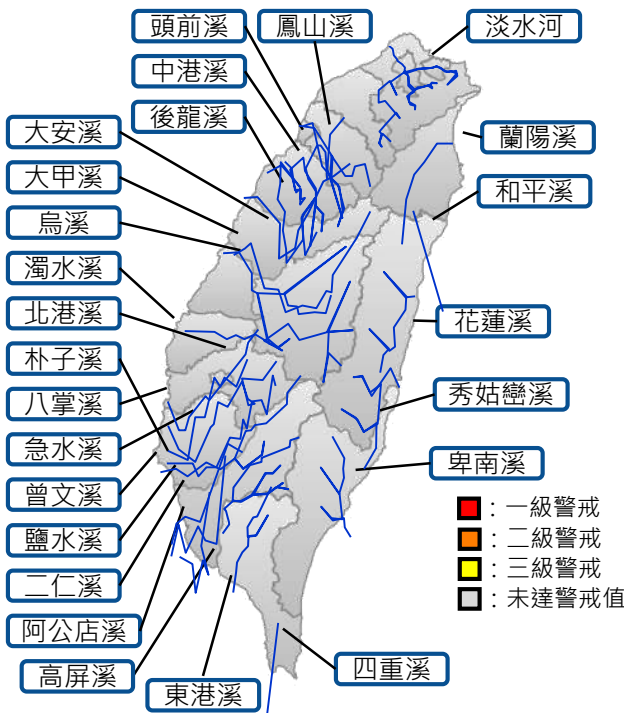 頭前溪
鳳山溪
淡水河
中港溪
後龍溪
大安溪
蘭陽溪
大甲溪
和平溪
烏溪
濁水溪
北港溪
花蓮溪
朴子溪
八掌溪
秀姑巒溪
急水溪
卑南溪
曾文溪
鹽水溪
二仁溪
阿公店溪
高屏溪
東港溪
四重溪
：一級警戒
：二級警戒
：三級警戒
：未達警戒值